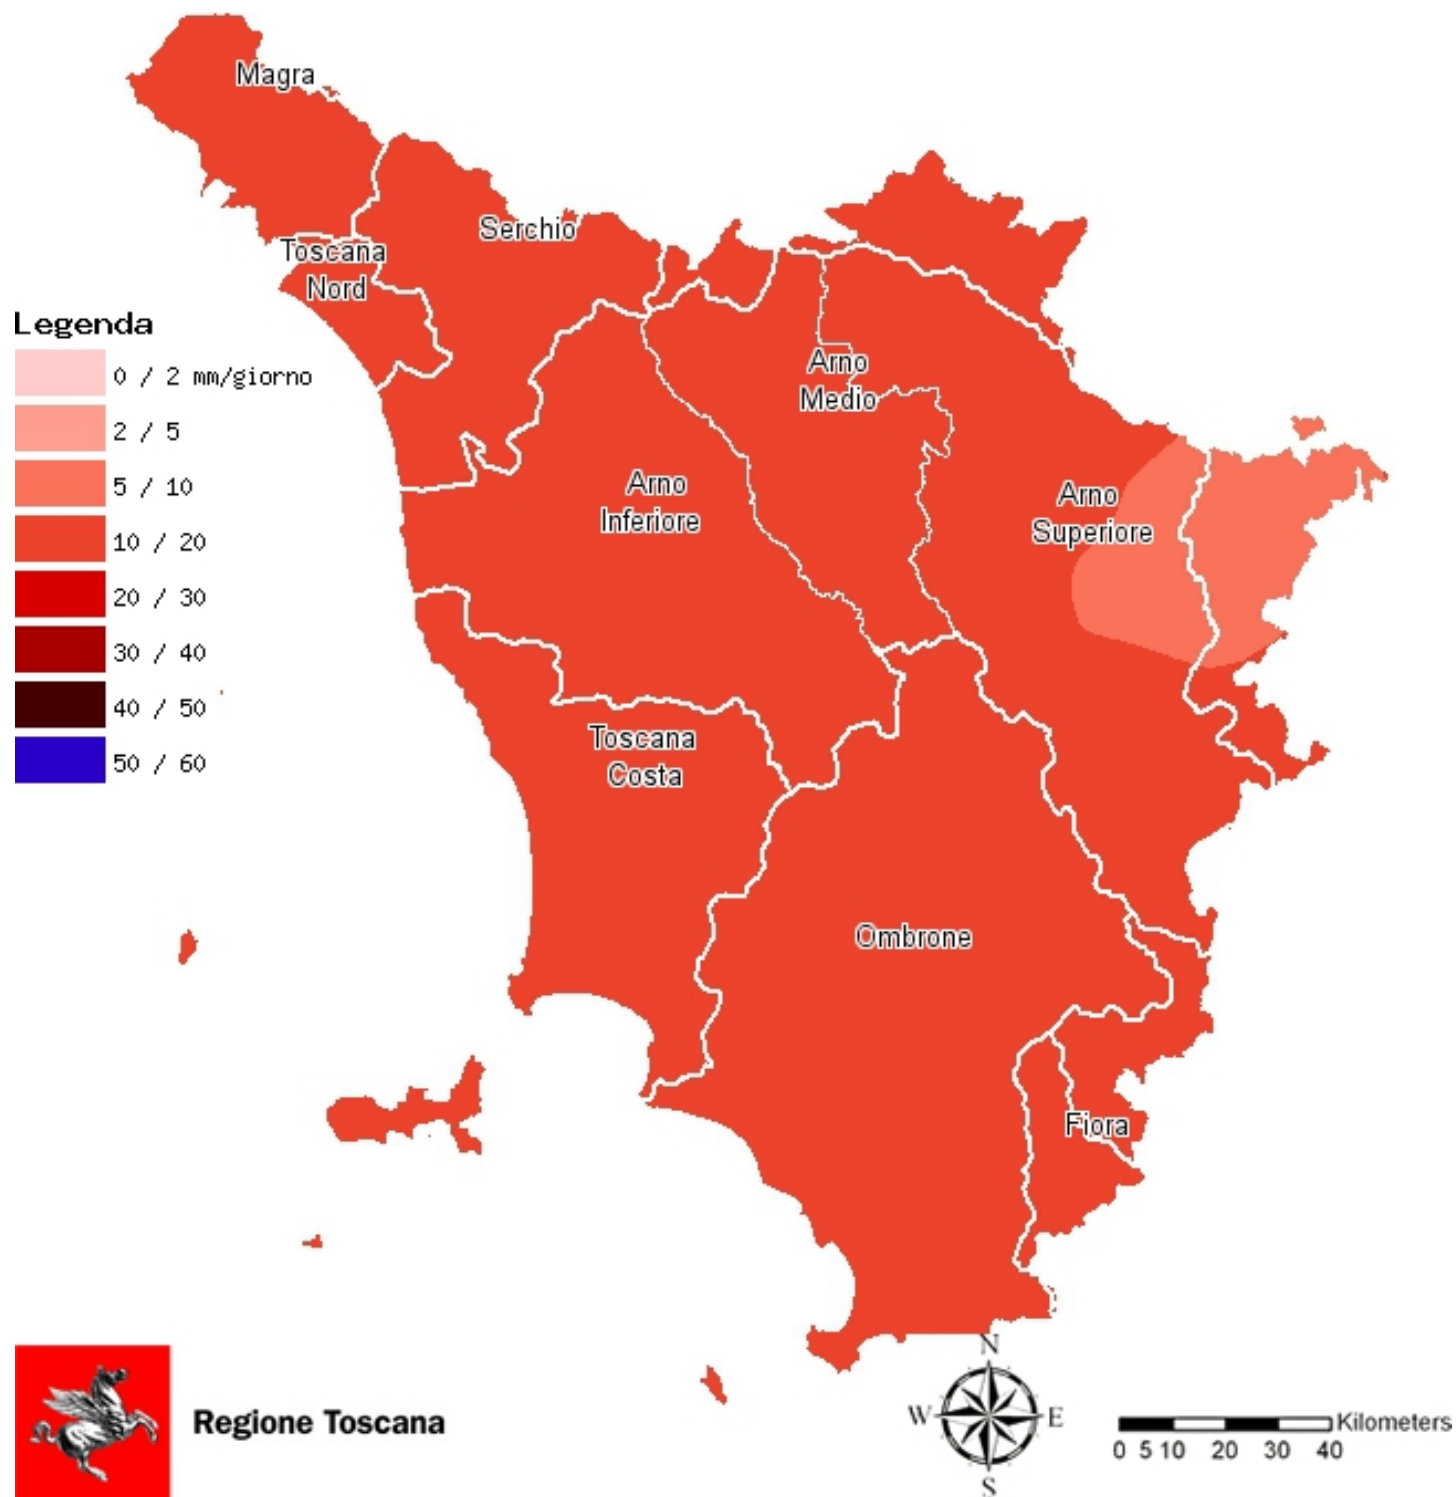 Magra
Serchio
Toscana
Nord
Legenda
0 / 2 mm/giorno
2 / 5
5 / 10
10 / 20
20 / 30
30 / 40
40 / 50
50 / 60
Arno
Medio
Arno
Inferiore
Arno
Superiore
Toscana
Costa
Ombrone
Fiora
N
W E
S
Regione Toscana
Kilometers
0 5 10 20 30 40